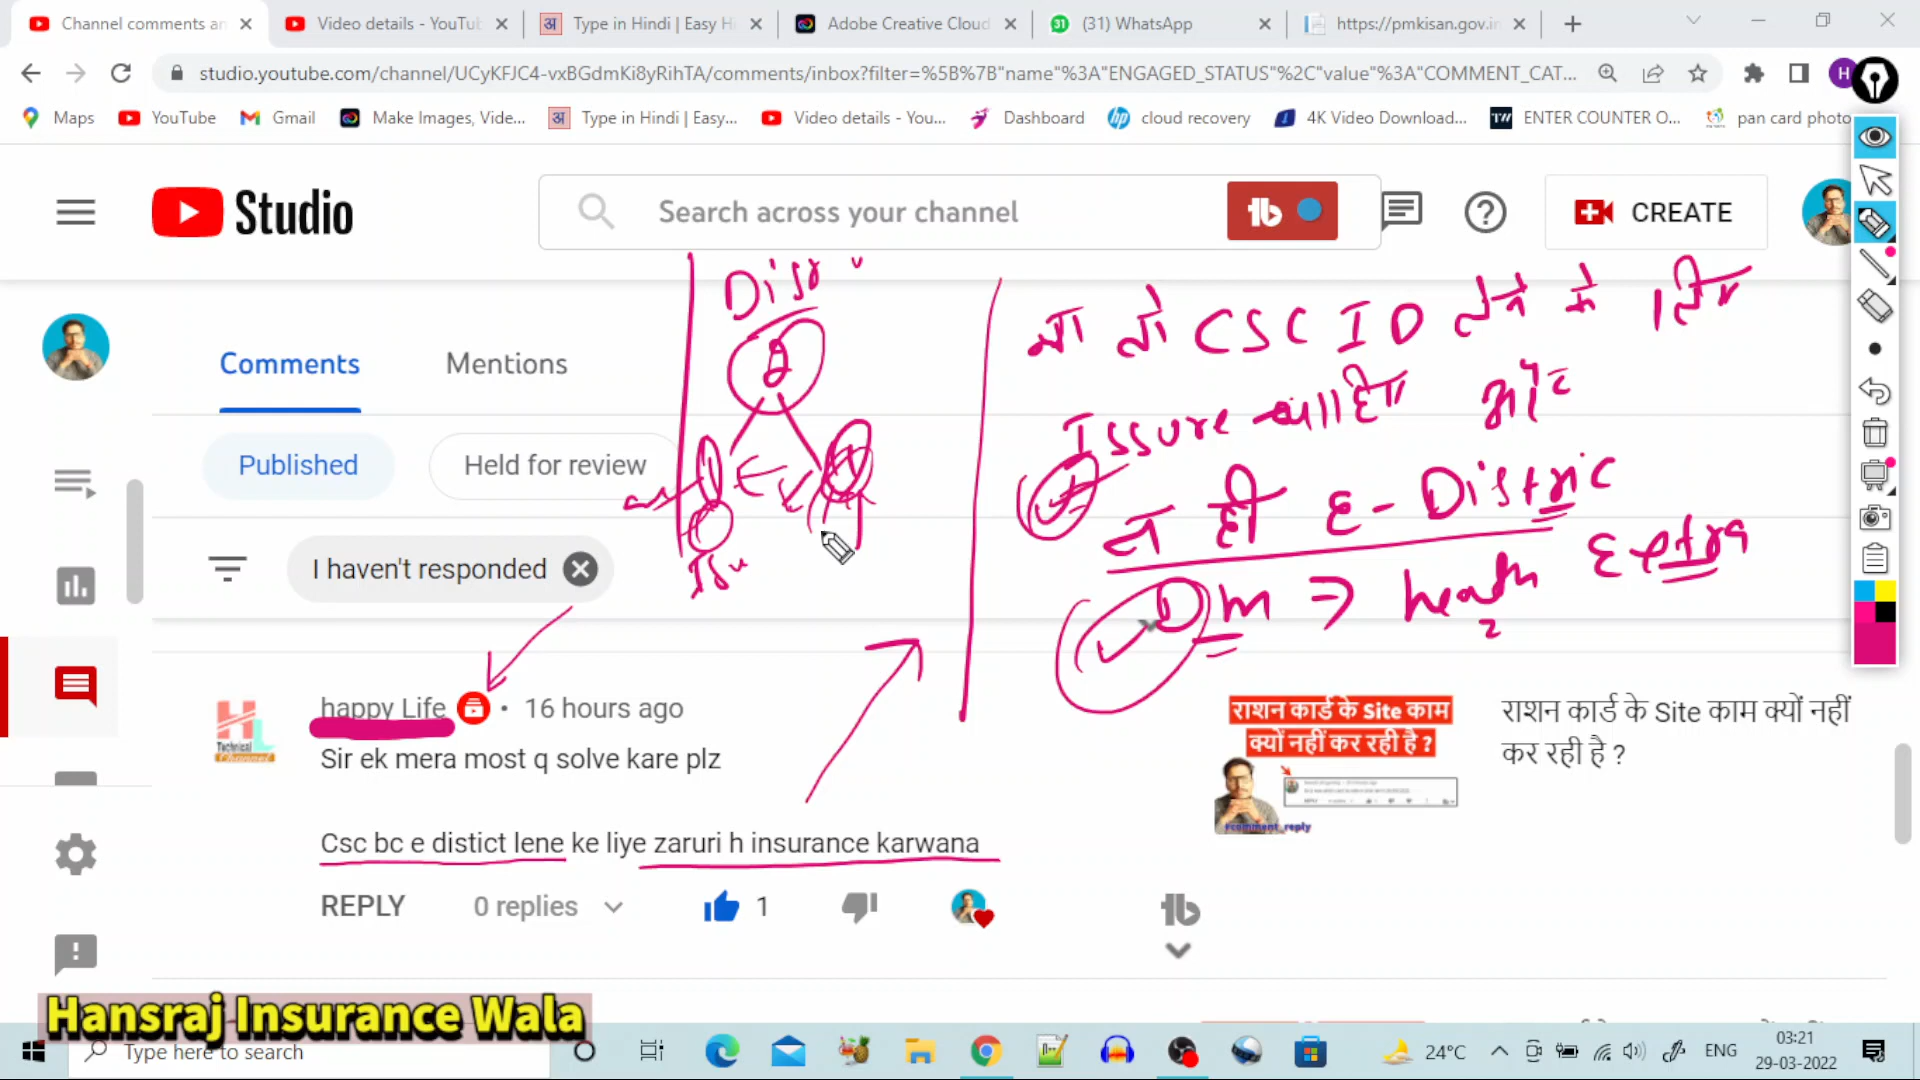 Channel comments an
Video details - YouTub
Type in Hindi | Easy Hi
Adobe Creative Cloud
(31) WhatsApp
https://pmkisan.gov.in
studio.youtube.com/channel/UCyKFJC4-vxBGdmKi8yRihTA/comments/inbox?filter=%5B%7B"name"%3A"ENGAGED_STATUS"%2C"value"%3A"COMMENT_CAT...
H
Maps
YouTube
Gmail
Make Images, Vide...
Type in Hindi | Easy...
Video details - You...
Dashboard
cloud recovery
4K Video Download...
ENTER COUNTER O...
pan card photo
Studio
Search across your channel
CREATE
Comments
Mentions
Published
Held for review
I haven't responded
Dist
2
न तो CSC ID लेने में
Issure
न ही E-District
Dm => heath Extra
happy Life • 16 hours ago
Sir ek mera most q solve kare plz
Csc bc e distict lene ke liye zaruri h insurance karwana
REPLY
0 replies
1
राशन कार्ड के Site काम
क्यों नहीं कर रही है ?
#comment_reply
राशन कार्ड के Site काम क्यों नहीं
कर रही है ?
Hansraj Insurance Wala
Type here to search
24°C
ENG
03:21
29-03-2022